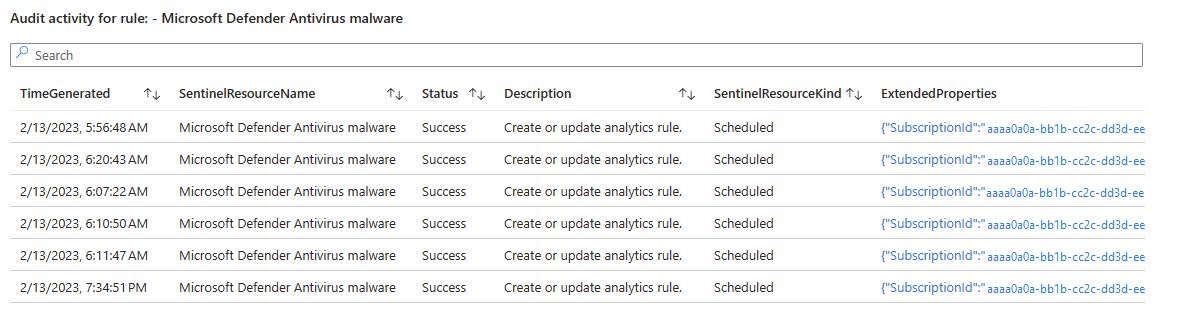 Audit activity for rule: - Microsoft Defender Antivirus malware
Search
TimeGenerated SentinelResourceName Status Description SentinelResourceKind ExtendedProperties
2/13/2023, 5:56:48 AM Microsoft Defender Antivirus malware Success Create or update analytics rule. Scheduled {"SubscriptionId":"aaaa0a0a-bb1b-cc2c-dd3d-ee
2/13/2023, 6:20:43 AM Microsoft Defender Antivirus malware Success Create or update analytics rule. Scheduled {"SubscriptionId":"aaaa0a0a-bb1b-cc2c-dd3d-ee
2/13/2023, 6:07:22 AM Microsoft Defender Antivirus malware Success Create or update analytics rule. Scheduled {"SubscriptionId":"aaaa0a0a-bb1b-cc2c-dd3d-ee
2/13/2023, 6:10:50 AM Microsoft Defender Antivirus malware Success Create or update analytics rule. Scheduled {"SubscriptionId":"aaaa0a0a-bb1b-cc2c-dd3d-ee
2/13/2023, 6:11:47 AM Microsoft Defender Antivirus malware Success Create or update analytics rule. Scheduled {"SubscriptionId":"aaaa0a0a-bb1b-cc2c-dd3d-ee
2/13/2023, 7:34:51 PM Microsoft Defender Antivirus malware Success Create or update analytics rule. Scheduled {"SubscriptionId":"aaaa0a0a-bb1b-cc2c-dd3d-ee